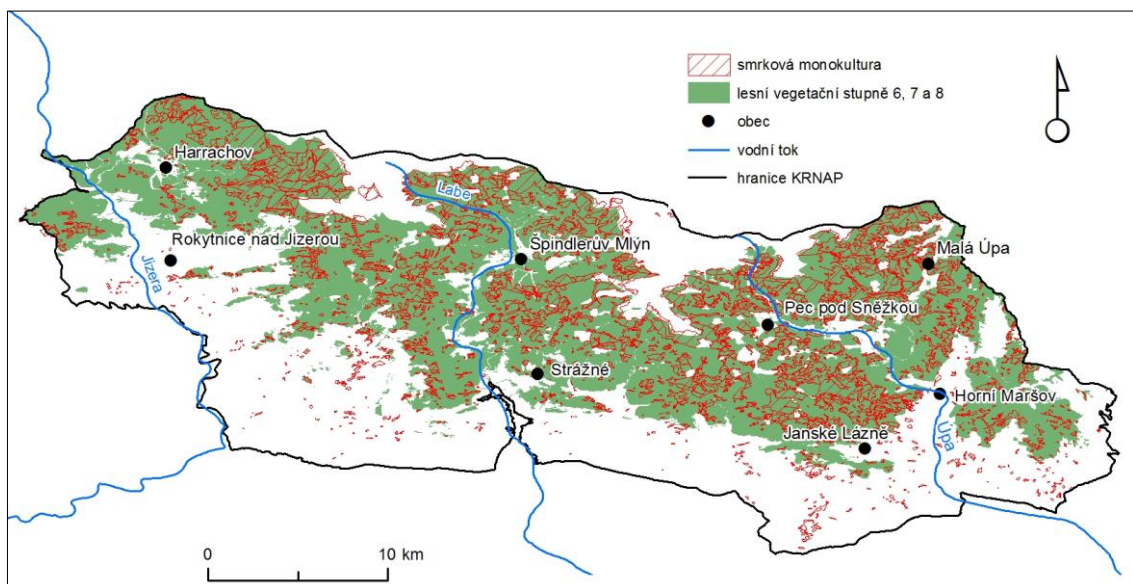 smrková monokultura
lesní vegetační stupně 6, 7 a 8
obec
vodní tok
hranice KRNAP
Harrachov
Labe
Rokytnice nad Jizerou
Špindlerův Mlýn
Malá Úpa
Jizera
Pec pod Sněžkou
Strážné
Horní Maršov
Janské Lázně
Úpa
0
10 km